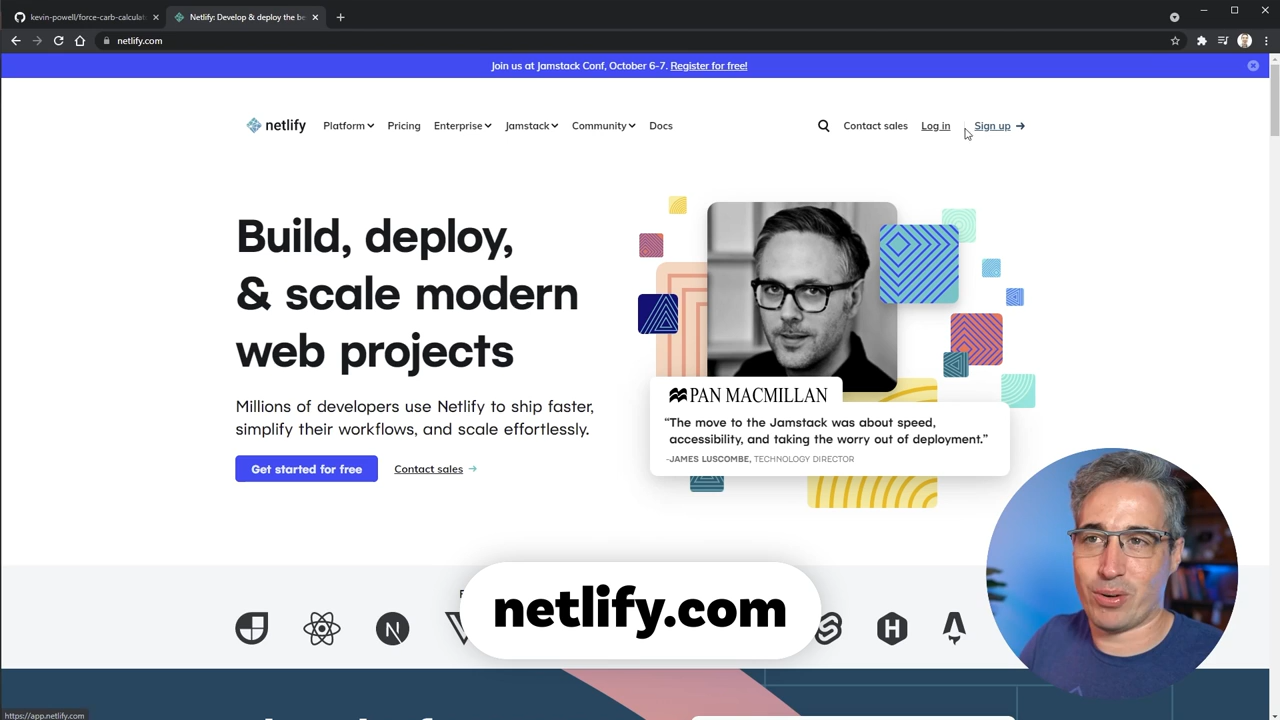 kevin-powell/force-carb-calculat
Netlify: Develop & deploy the be
netlify.com
Join us at Jamstack Conf, October 6-7. Register for free!
netlify
Platform
Pricing
Enterprise
Jamstack
Community
Docs
Contact sales
Log in
Sign up
Build, deploy,
& scale modern
web projects
Millions of developers use Netlify to ship faster,
simplify their workflows, and scale effortlessly.
Get started for free
Contact sales
PAN MACMILLAN
“The move to the Jamstack was about speed,
accessibility, and taking the worry out of deployment.”
-JAMES LUSCOMBE, TECHNOLOGY DIRECTOR
netlify.com
https://app.netlify.com